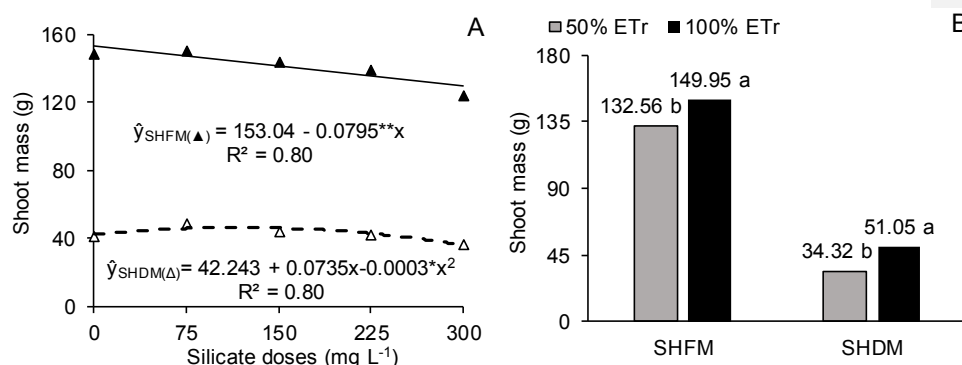 A
Shoot mass (g)
160
120
80
40
0
ŷSHFM(▲) = 153.04 - 0.0795**x
R² = 0.80
ŷSHDM(Δ)= 42.243 + 0.0735x-0.0003*x²
R² = 0.80
0 75 150 225 300
Silicate doses (mg L⁻¹)
50% ETr 100% ETr
Shoot mass (g)
180
135
90
45
0
132.56 b
149.95 a
34.32 b
51.05 a
SHFM SHDM